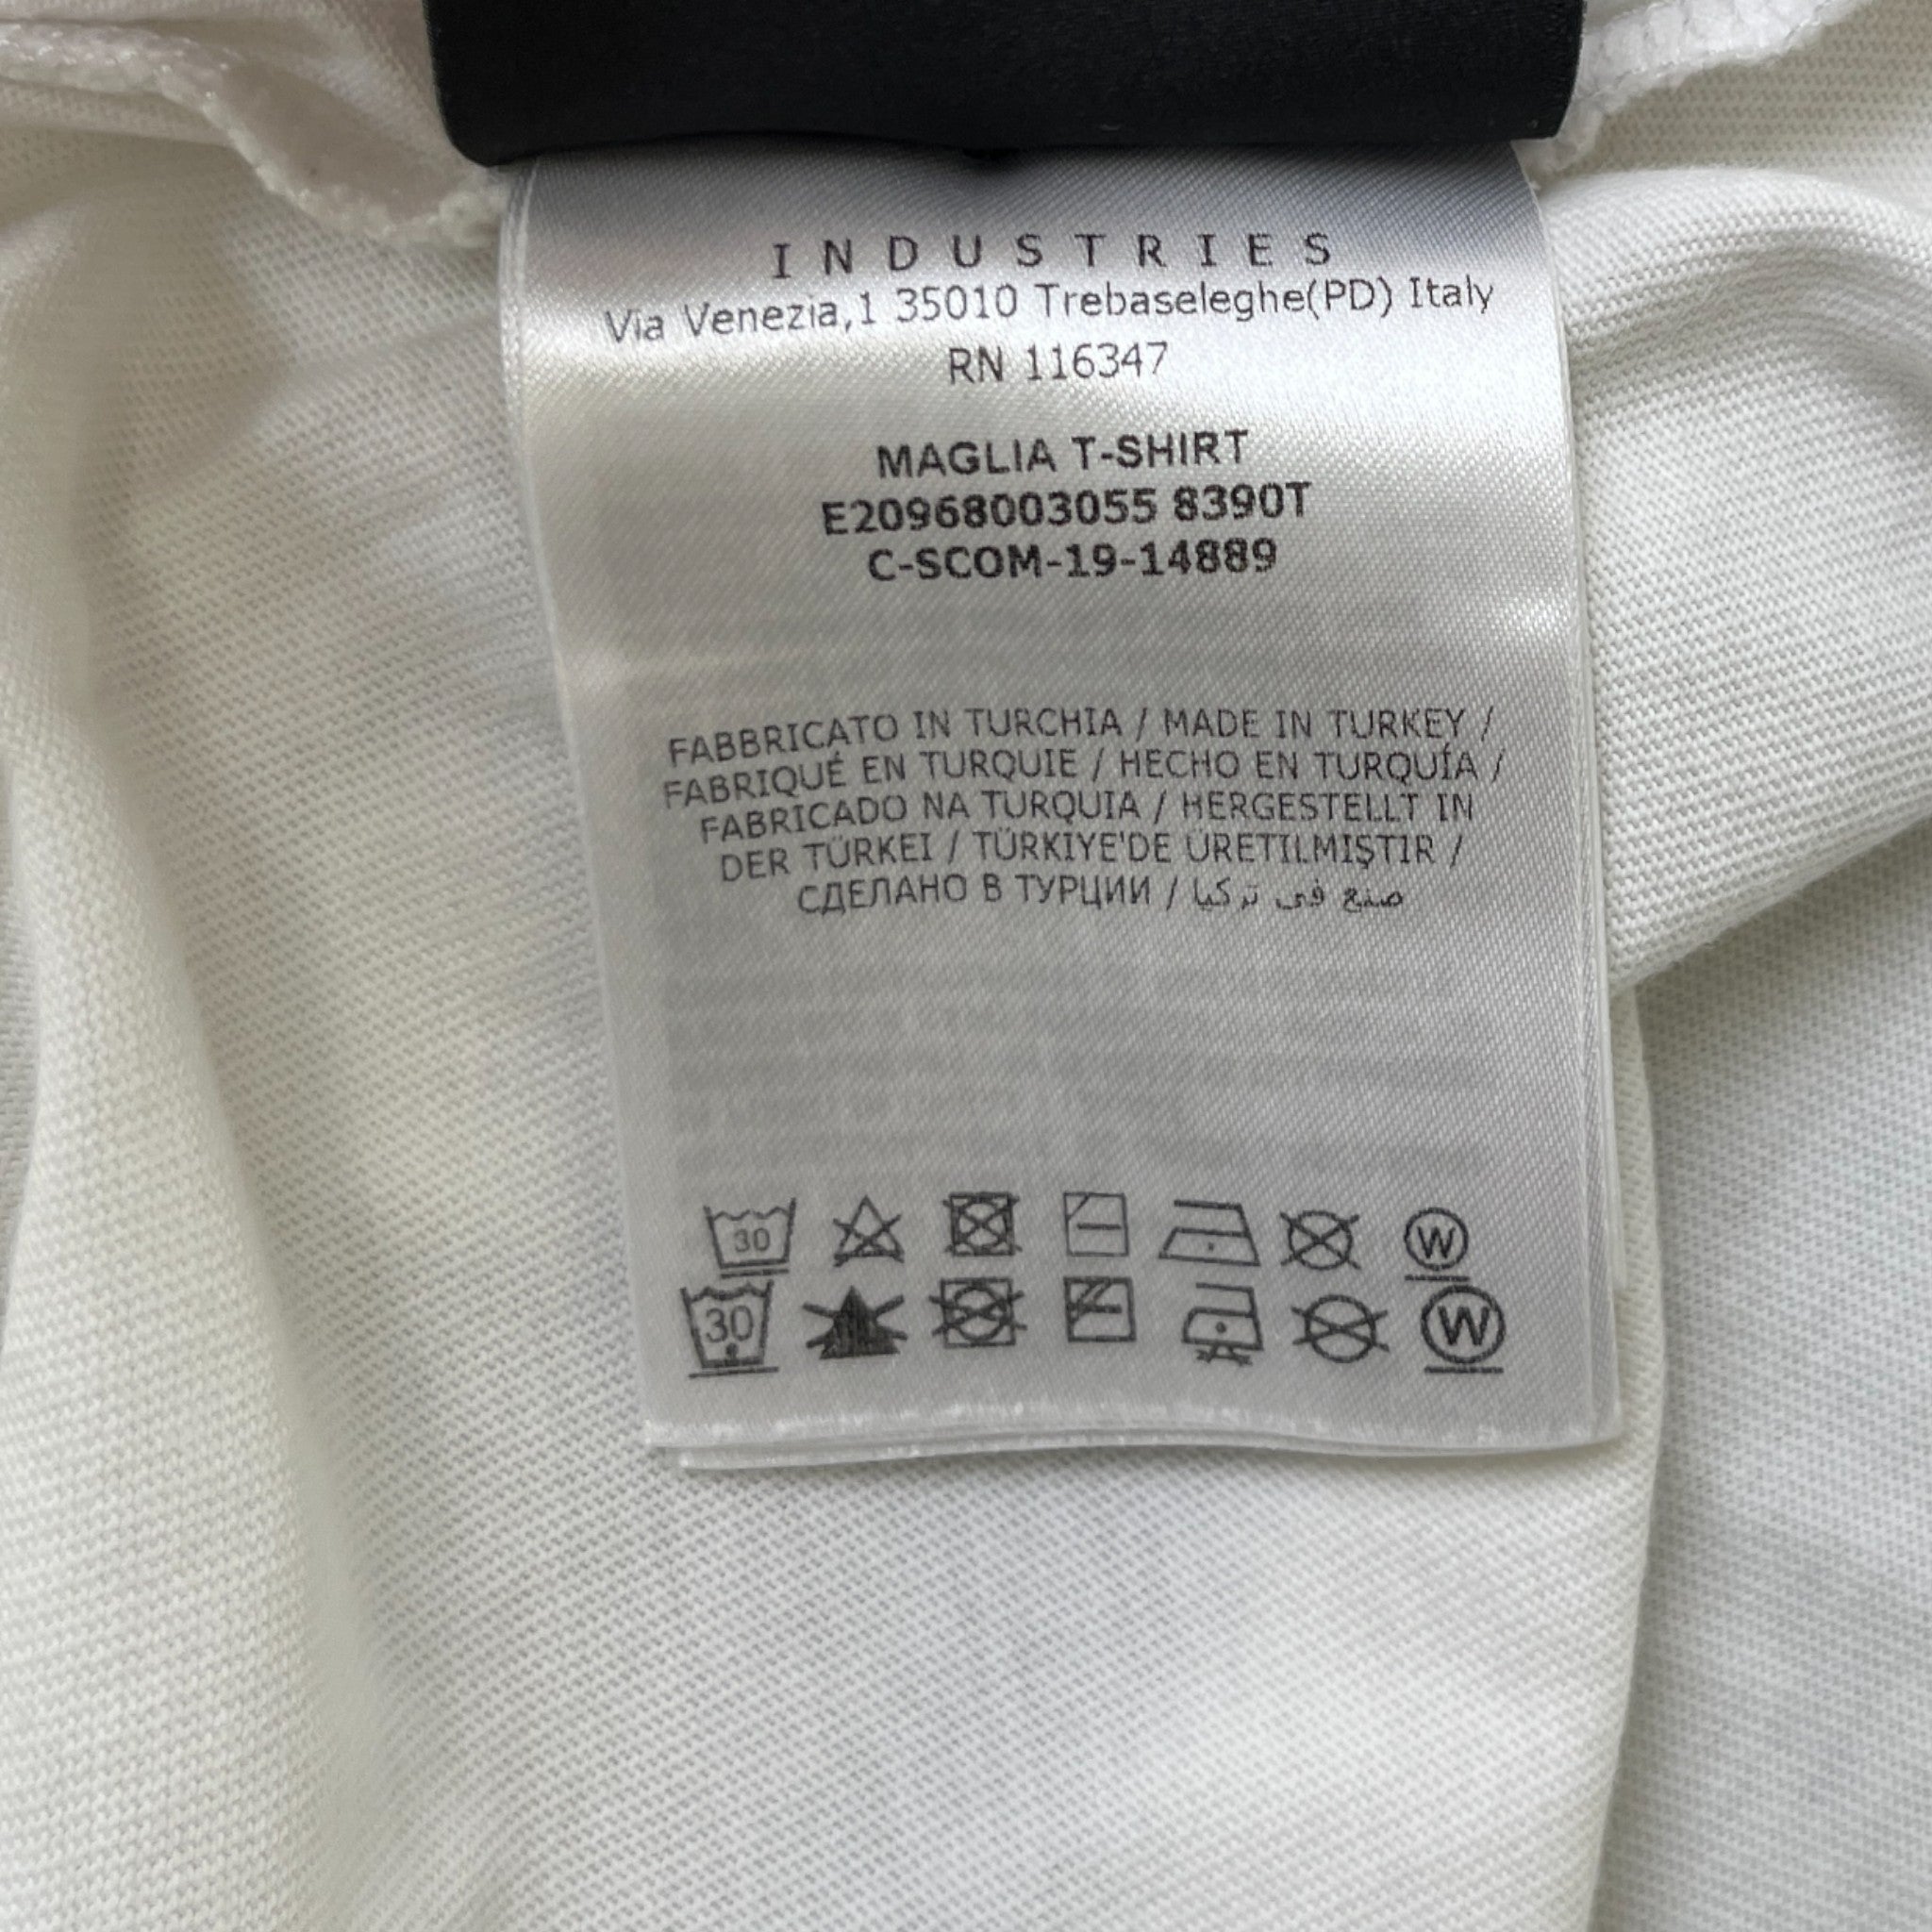 INDUSTRIES
Via Venezia,1 35010 Trebaseleghe(PD) Italy
RN 116347
MAGLIA T-SHIRT
E20968003055 8390T
C-SCOM-19-14889
FABBRICATO IN TURCHIA / MADE IN TURKEY /
FABRIQUÉ EN TURQUIE / HECHO EN TURQUÍA /
FABRICADO NA TURQUIA / HERGESTELLT IN
DER TÜRKEI / TÜRKIYE'DE ÜRETILMIŞTIR /
СДЕЛАНО В ТУРЦИИ / صنع في تركيا
30 W
30 W